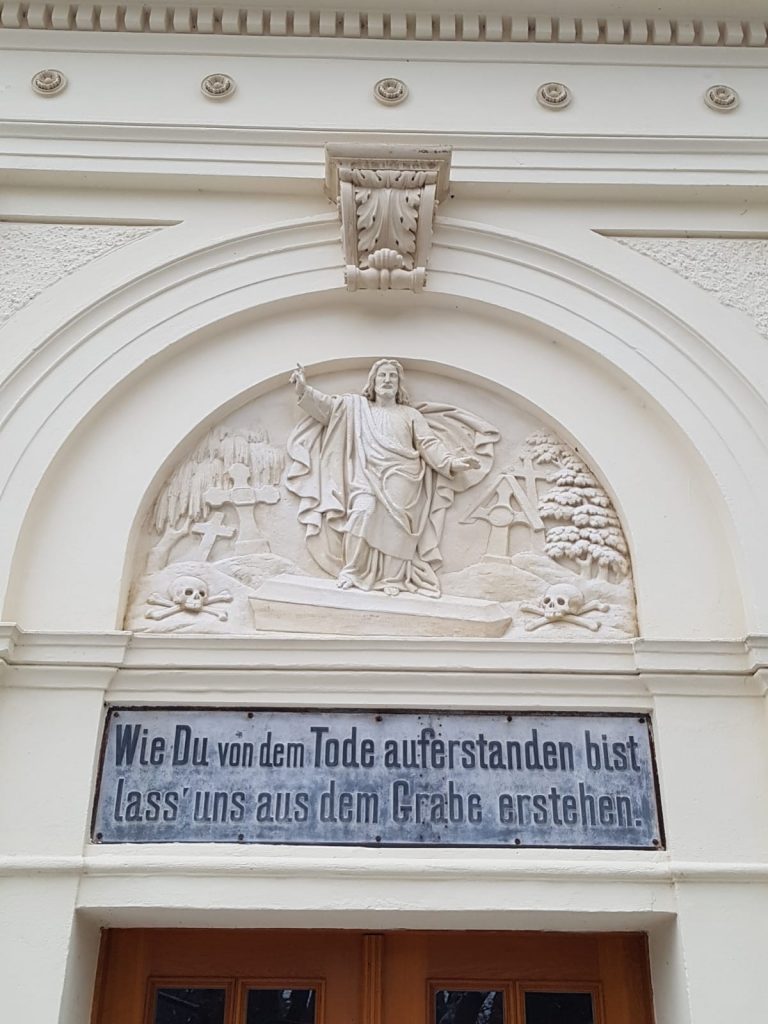 Wie Du von dem Tode auferstanden bist
lass' uns aus dem Grabe erstehen.